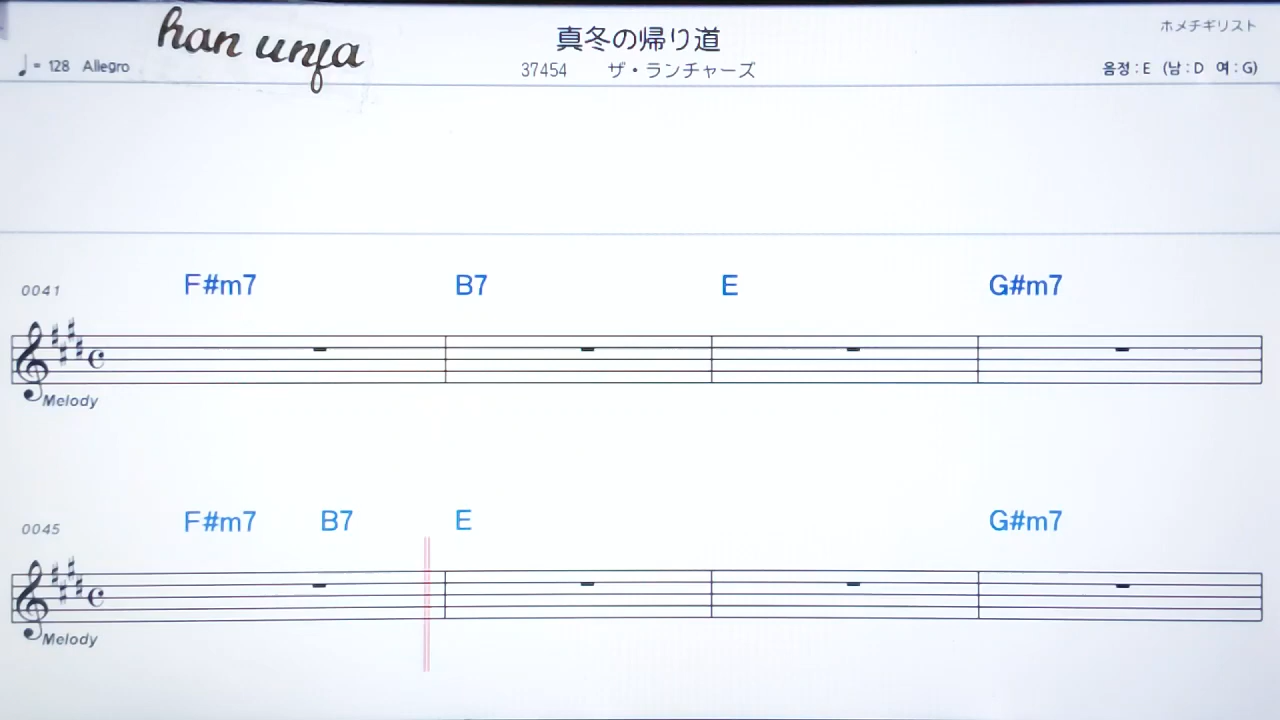 han unfa
真冬の帰り道
ホメチギリスト
♩= 128 Allegro
37454 ザ・ランチャーズ
음정 : E (남 : D 여 : G)
0041 F#m7 B7 E G#m7
Melody
0045 F#m7 B7 E G#m7
Melody